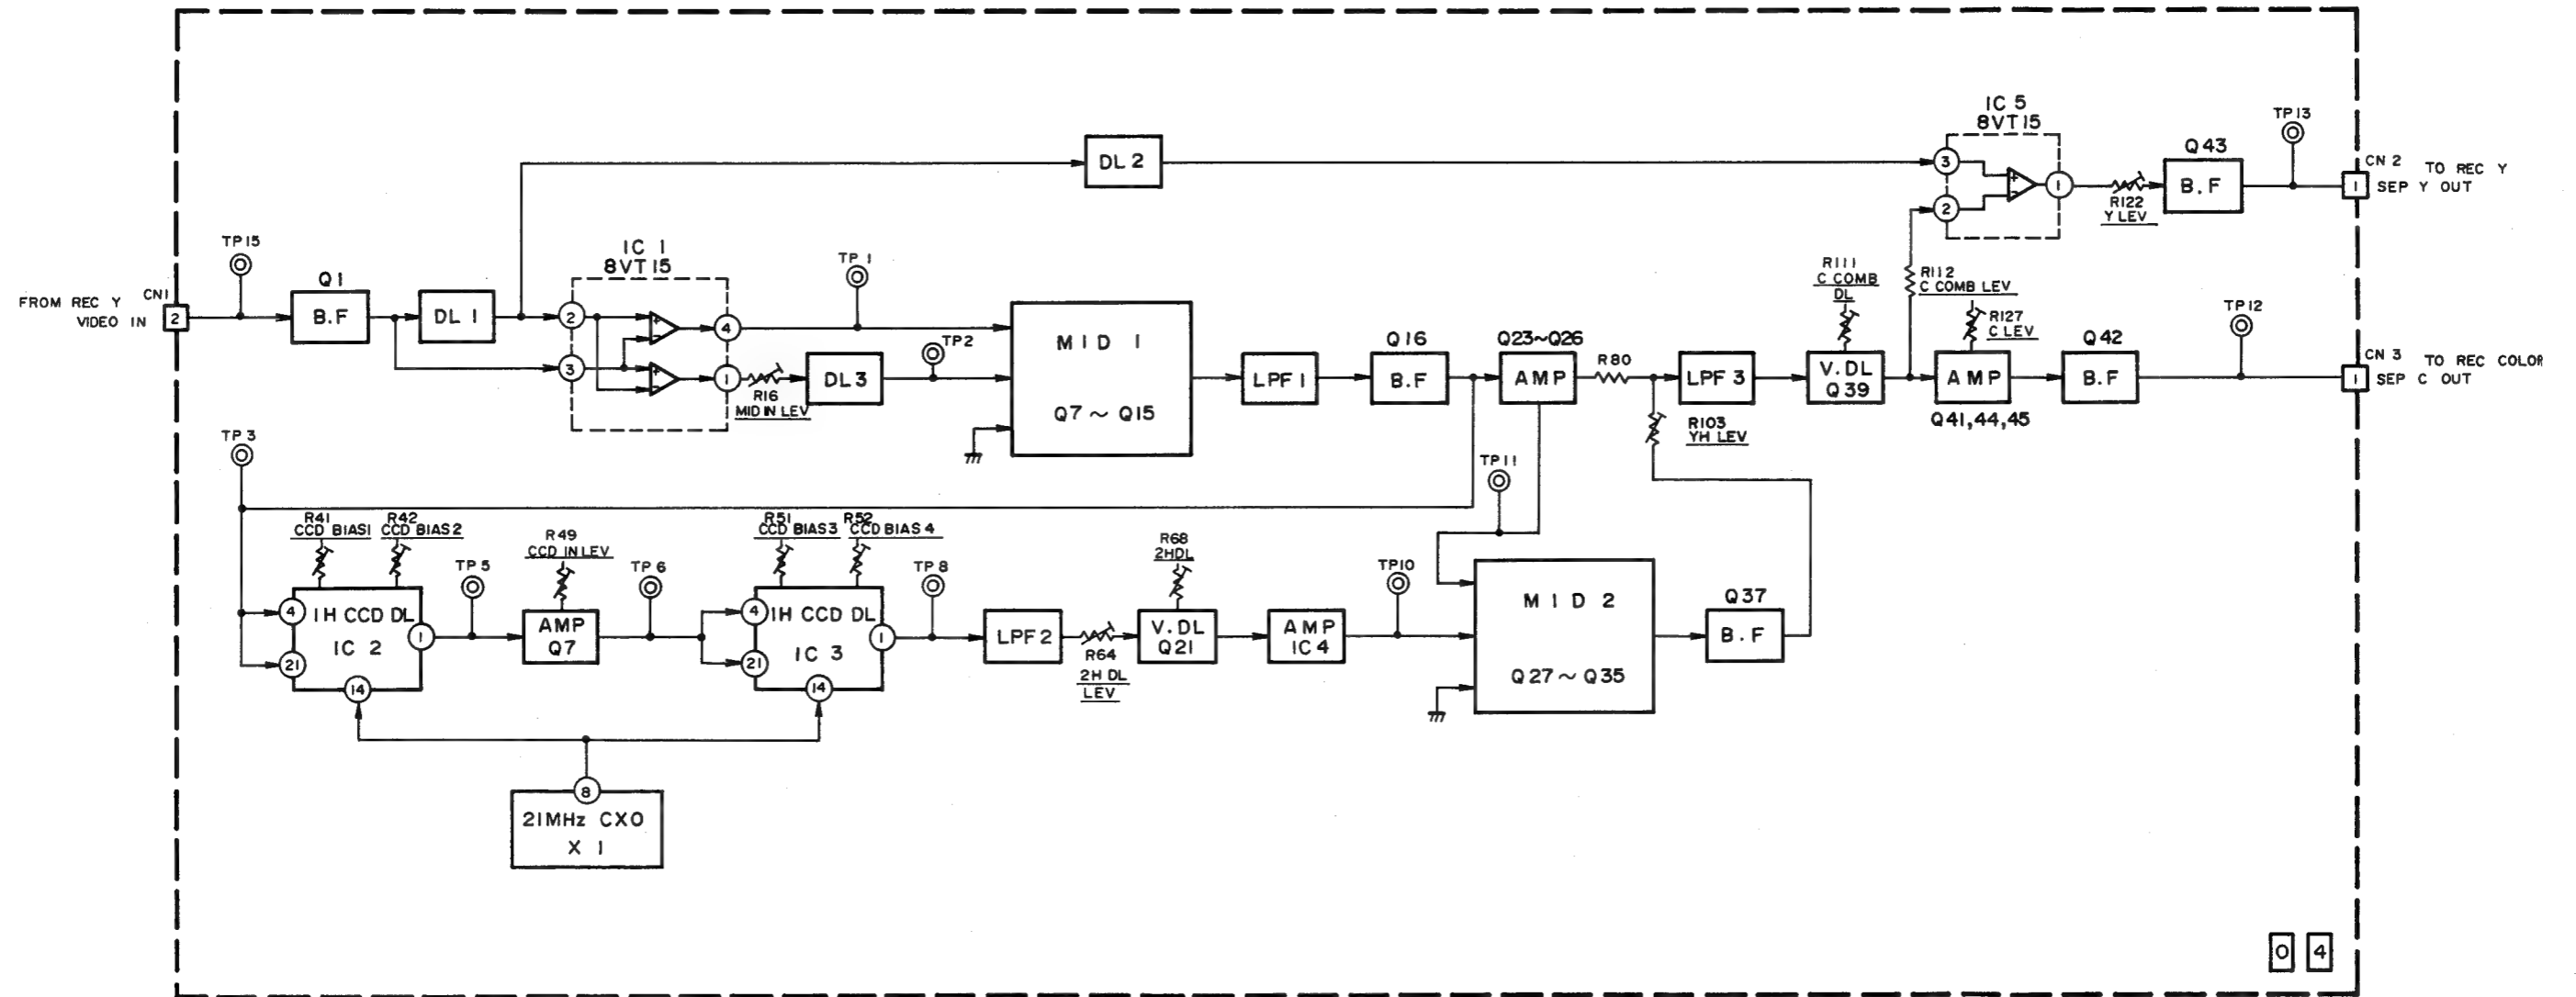 IC 5
8VT15
TP13
3
2
+
-
1
Q43
B.F
R122
Y LEV
CN 2 TO REC Y
1 SEP Y OUT
DL 2
TP15
FROM REC Y CN1
VIDEO IN 2
Q1
B.F
DL 1
IC 1
8VT15
2
3
+
-
+
-
4
1
TP 1
R16
MID IN LEV
DL3
TP2
MID 1
Q7~Q15
LPF 1
Q16
B.F
Q23~Q26
AMP
R80
LPF 3
R103
YH LEV
R111
C COMB
DL
V.DL
Q39
R112
C COMB LEV
R127
C LEV
AMP
Q41,44,45
Q42
B.F
TP12
CN 3 TO REC COLOR
1 SEP C OUT
TP 3
TP11
R41
CCD BIAS1
R42
CCD BIAS2
4
21
14
1
1H CCD DL
IC 2
TP 5
R49
CCD IN LEV
AMP
Q7
TP 6
R51
CCD BIAS3
R52
CCD BIAS 4
4
21
14
1
1H CCD DL
IC 3
TP 8
LPF2
R64
2H DL
LEV
R68
2HDL
V.DL
Q21
AMP
IC4
TP10
MID 2
Q27~Q35
Q37
B.F
8
21MHz CXO
X 1
0 4